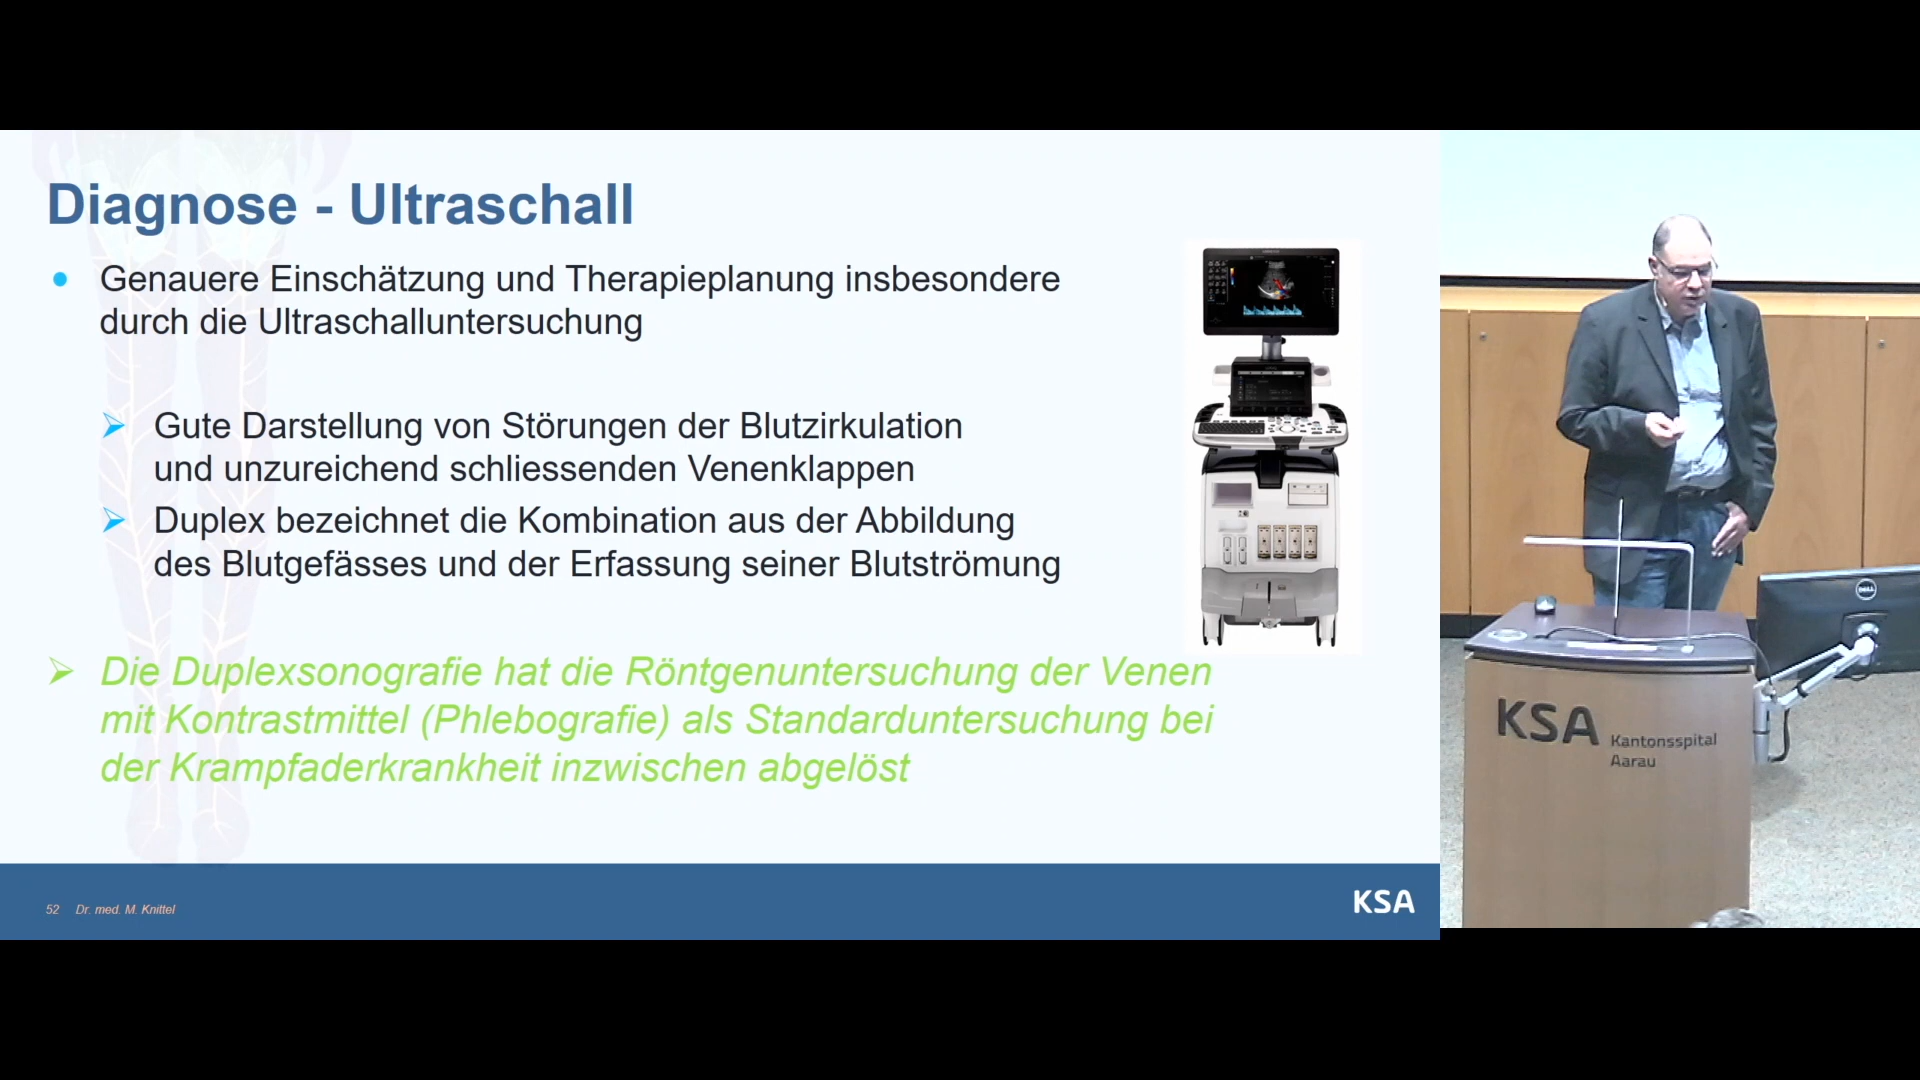 Diagnose - Ultraschall
Genauere Einschätzung und Therapieplanung insbesondere
durch die Ultraschalluntersuchung
Gute Darstellung von Störungen der Blutzirkulation
und unzureichend schliessenden Venenklappen
Duplex bezeichnet die Kombination aus der Abbildung
des Blutgefässes und der Erfassung seiner Blutströmung
Die Duplexsonografie hat die Röntgenuntersuchung der Venen
mit Kontrastmittel (Phlebografie) als Standarduntersuchung bei
der Krampfaderkrankheit inzwischen abgelöst
52 Dr. med. M. Knittel
KSA
DELL
KSA Kantonsspital
Aarau